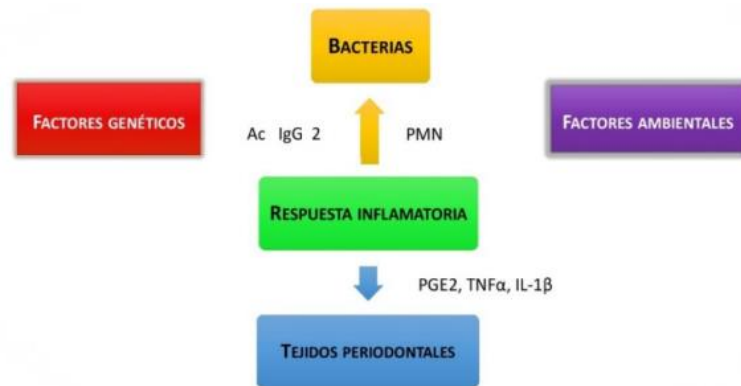 BACTERIAS
FACTORES GENÉTICOS
FACTORES AMBIENTALES
Ac IgG 2
PMN
RESPUESTA INFLAMATORIA
PGE2, TNFα, IL-1β
TEJIDOS PERIODONTALES